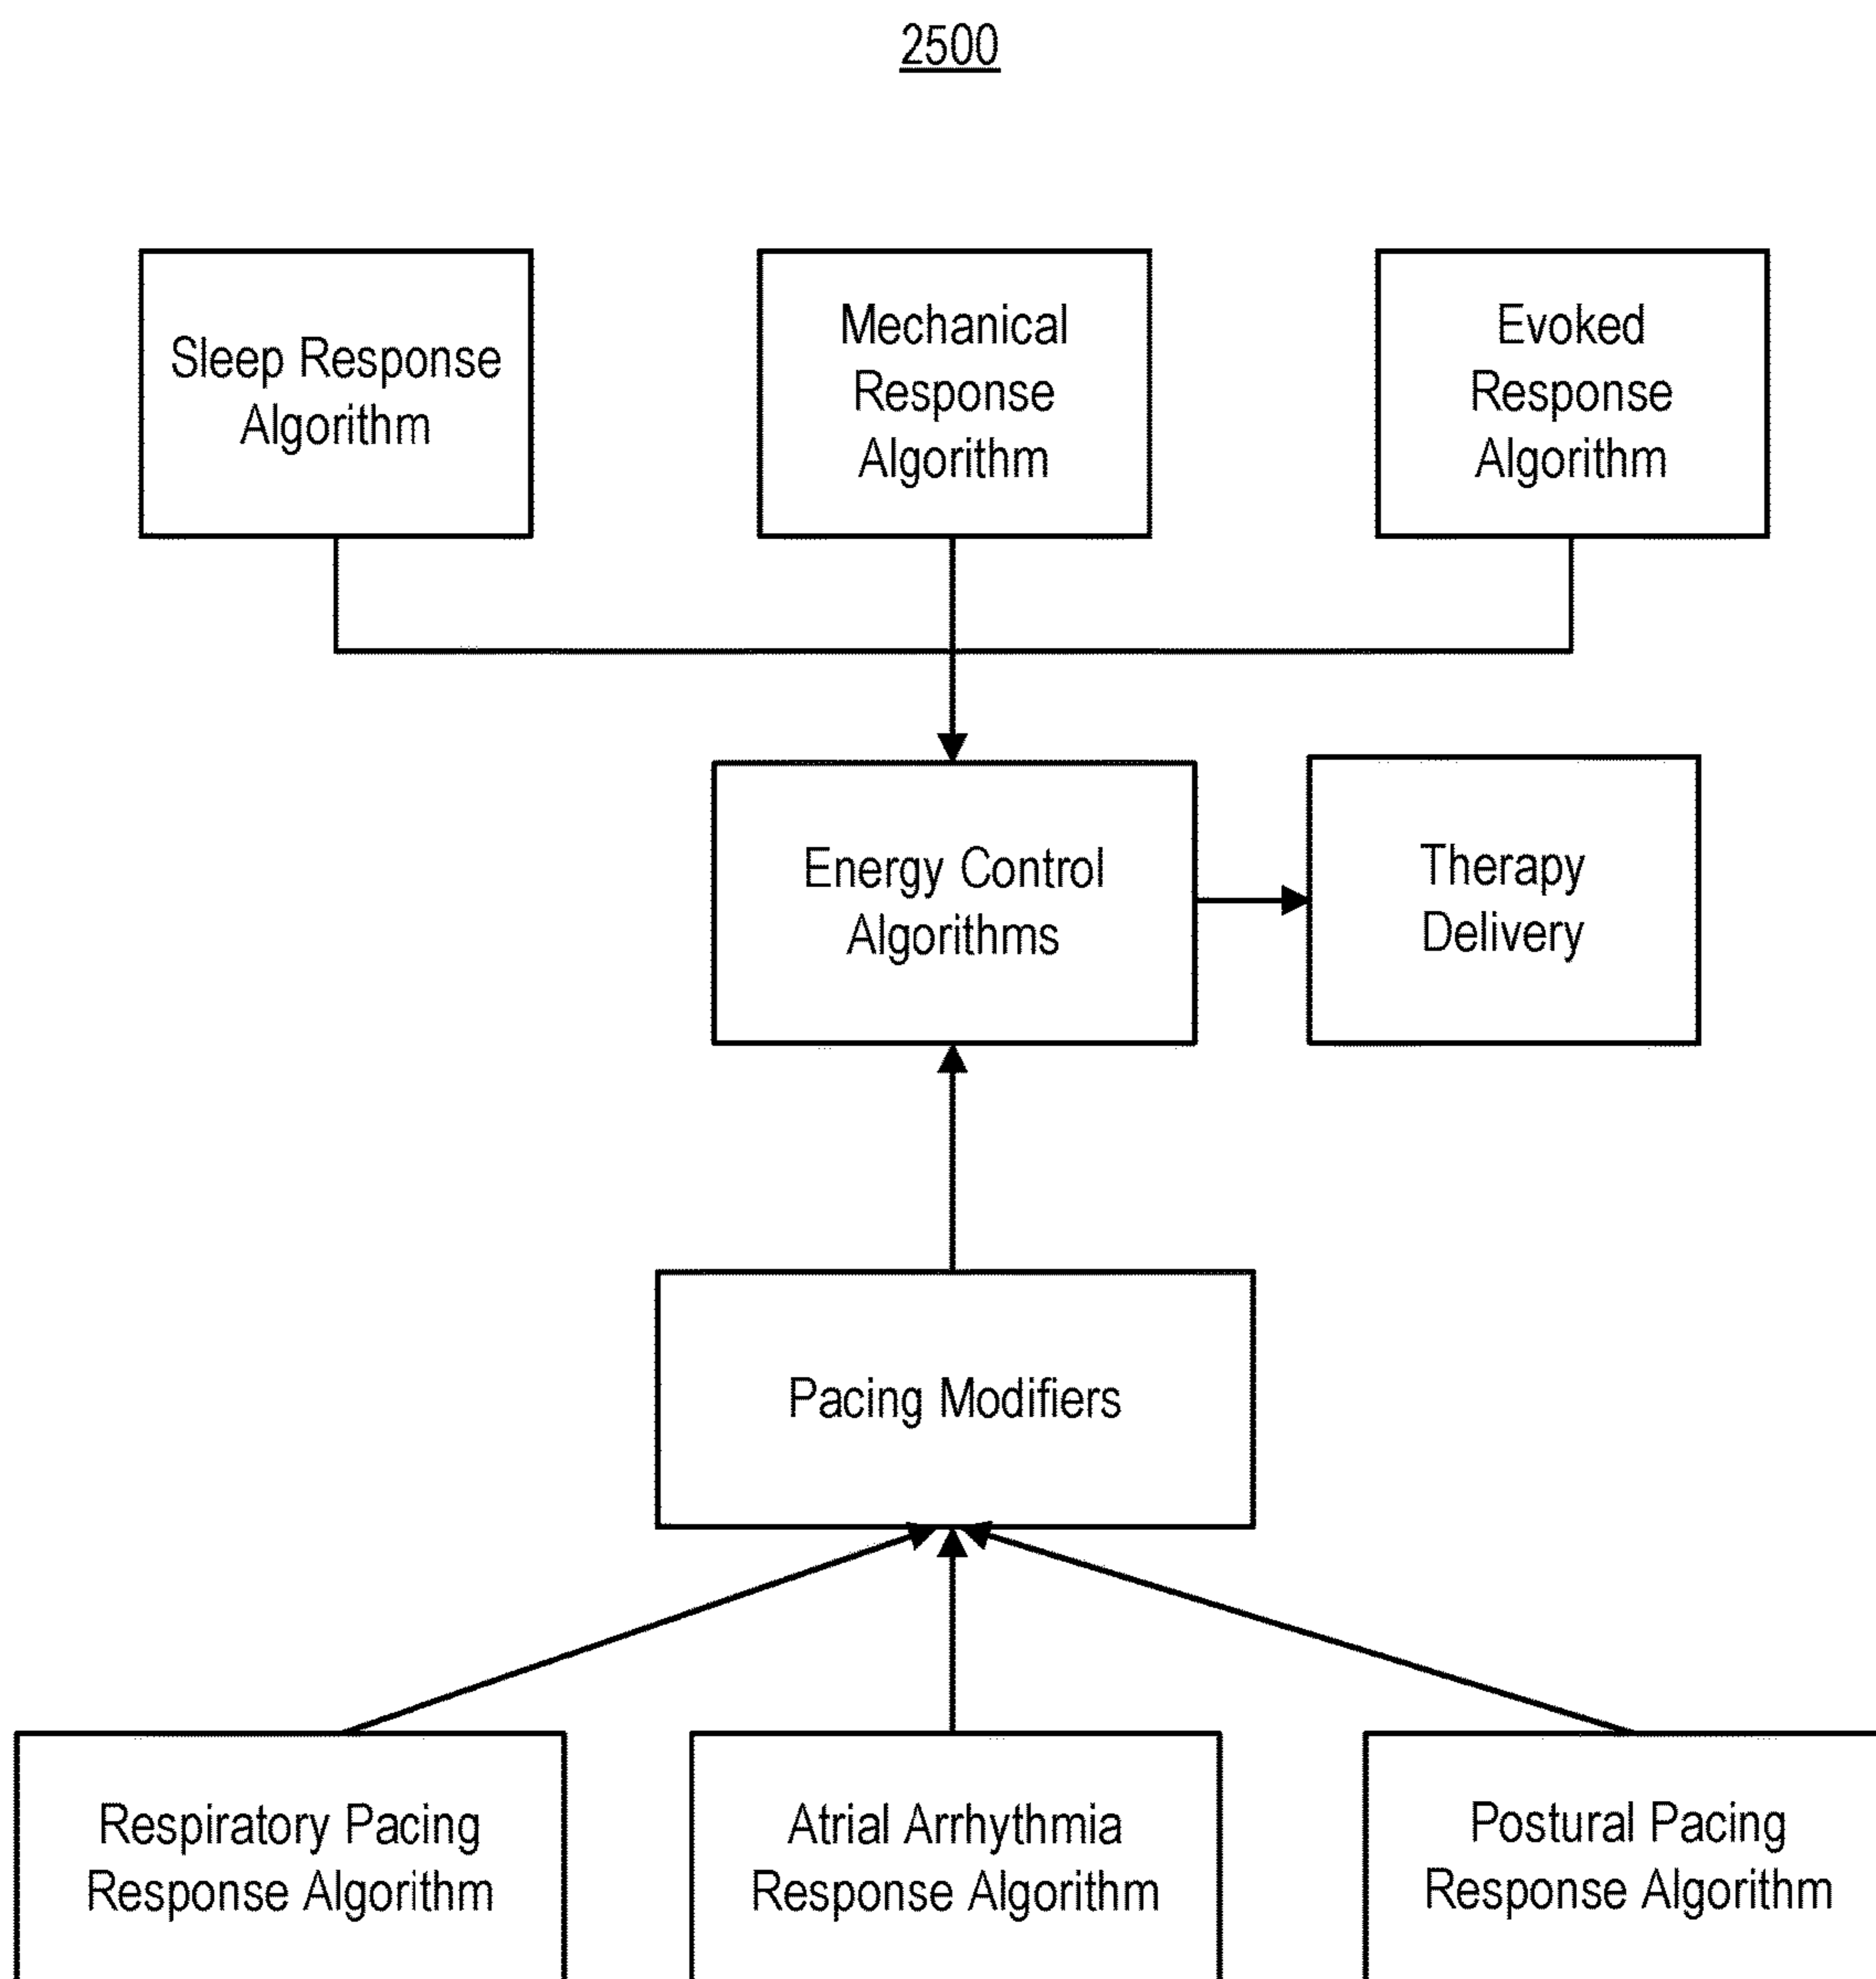 2500
Sleep Response
Algorithm
Mechanical
Response
Algorithm
Evoked
Response
Algorithm
Energy Control
Algorithms
Therapy
Delivery
Pacing Modifiers
Respiratory Pacing
Response Algorithm
Atrial Arrhythmia
Response Algorithm
Postural Pacing
Response Algorithm